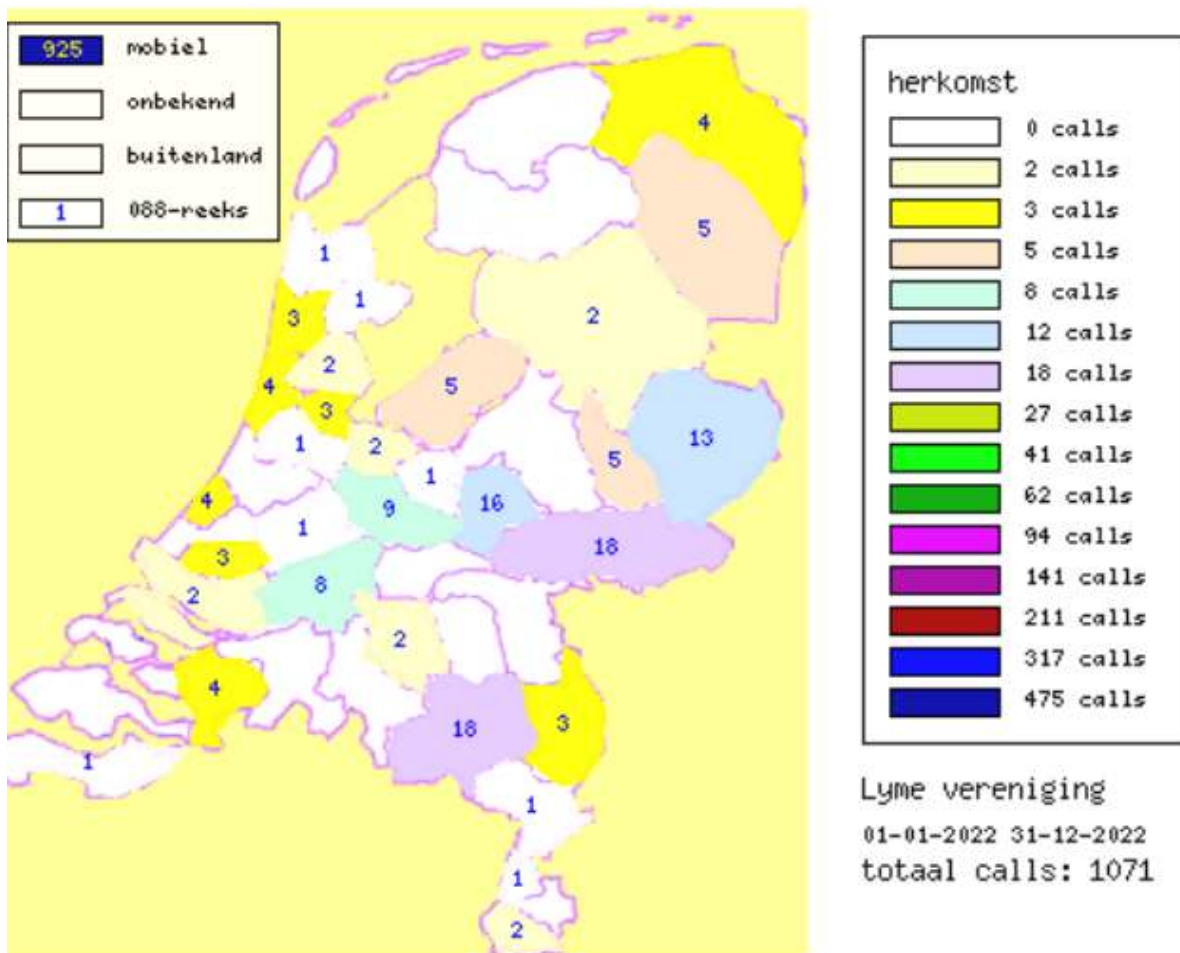 925 mobiel
onbekend
buitenland
1 088-reeks
4
5
1
1
3
2
2
4
3
5
1
2
1
5
13
4
9
16
1
18
3
8
2
2
4
18
3
1
1
1
2
herkomst
0 calls
2 calls
3 calls
5 calls
8 calls
12 calls
18 calls
27 calls
41 calls
62 calls
94 calls
141 calls
211 calls
317 calls
475 calls
Lyme vereniging
01-01-2022 31-12-2022
totaal calls: 1071